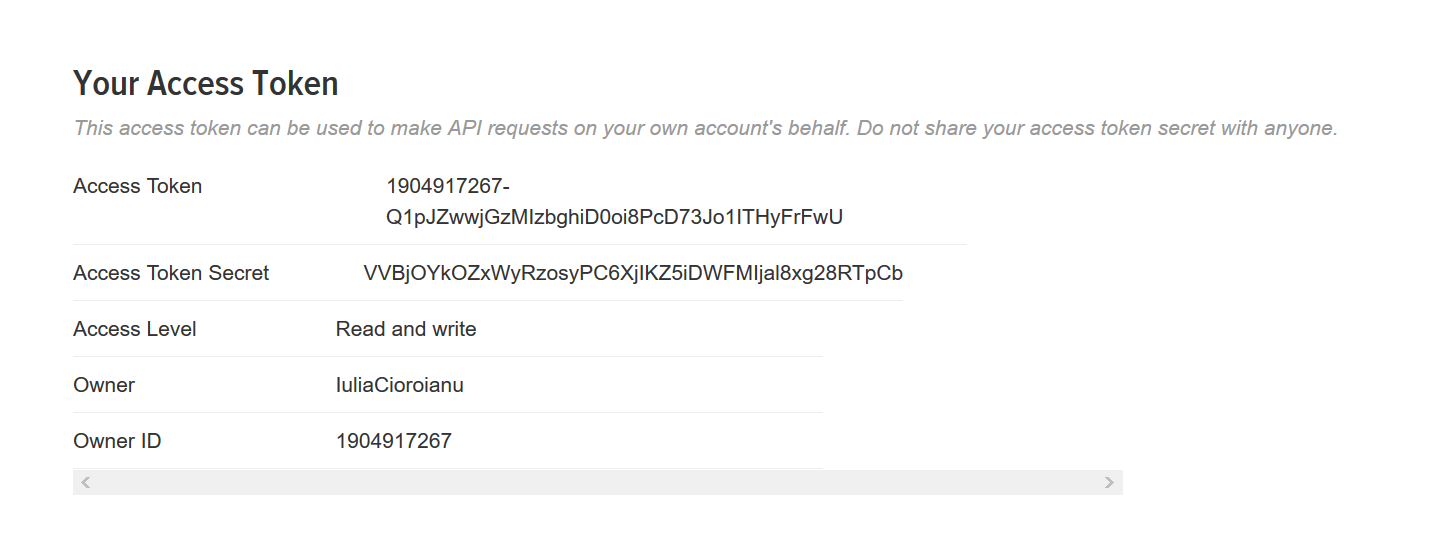 Your Access Token
This access token can be used to make API requests on your own account's behalf. Do not share your access token secret with anyone.
Access Token 1904917267-
Access Token Secret
Access Level Read and write
Owner IuliaCioroianu
Owner ID 1904917267